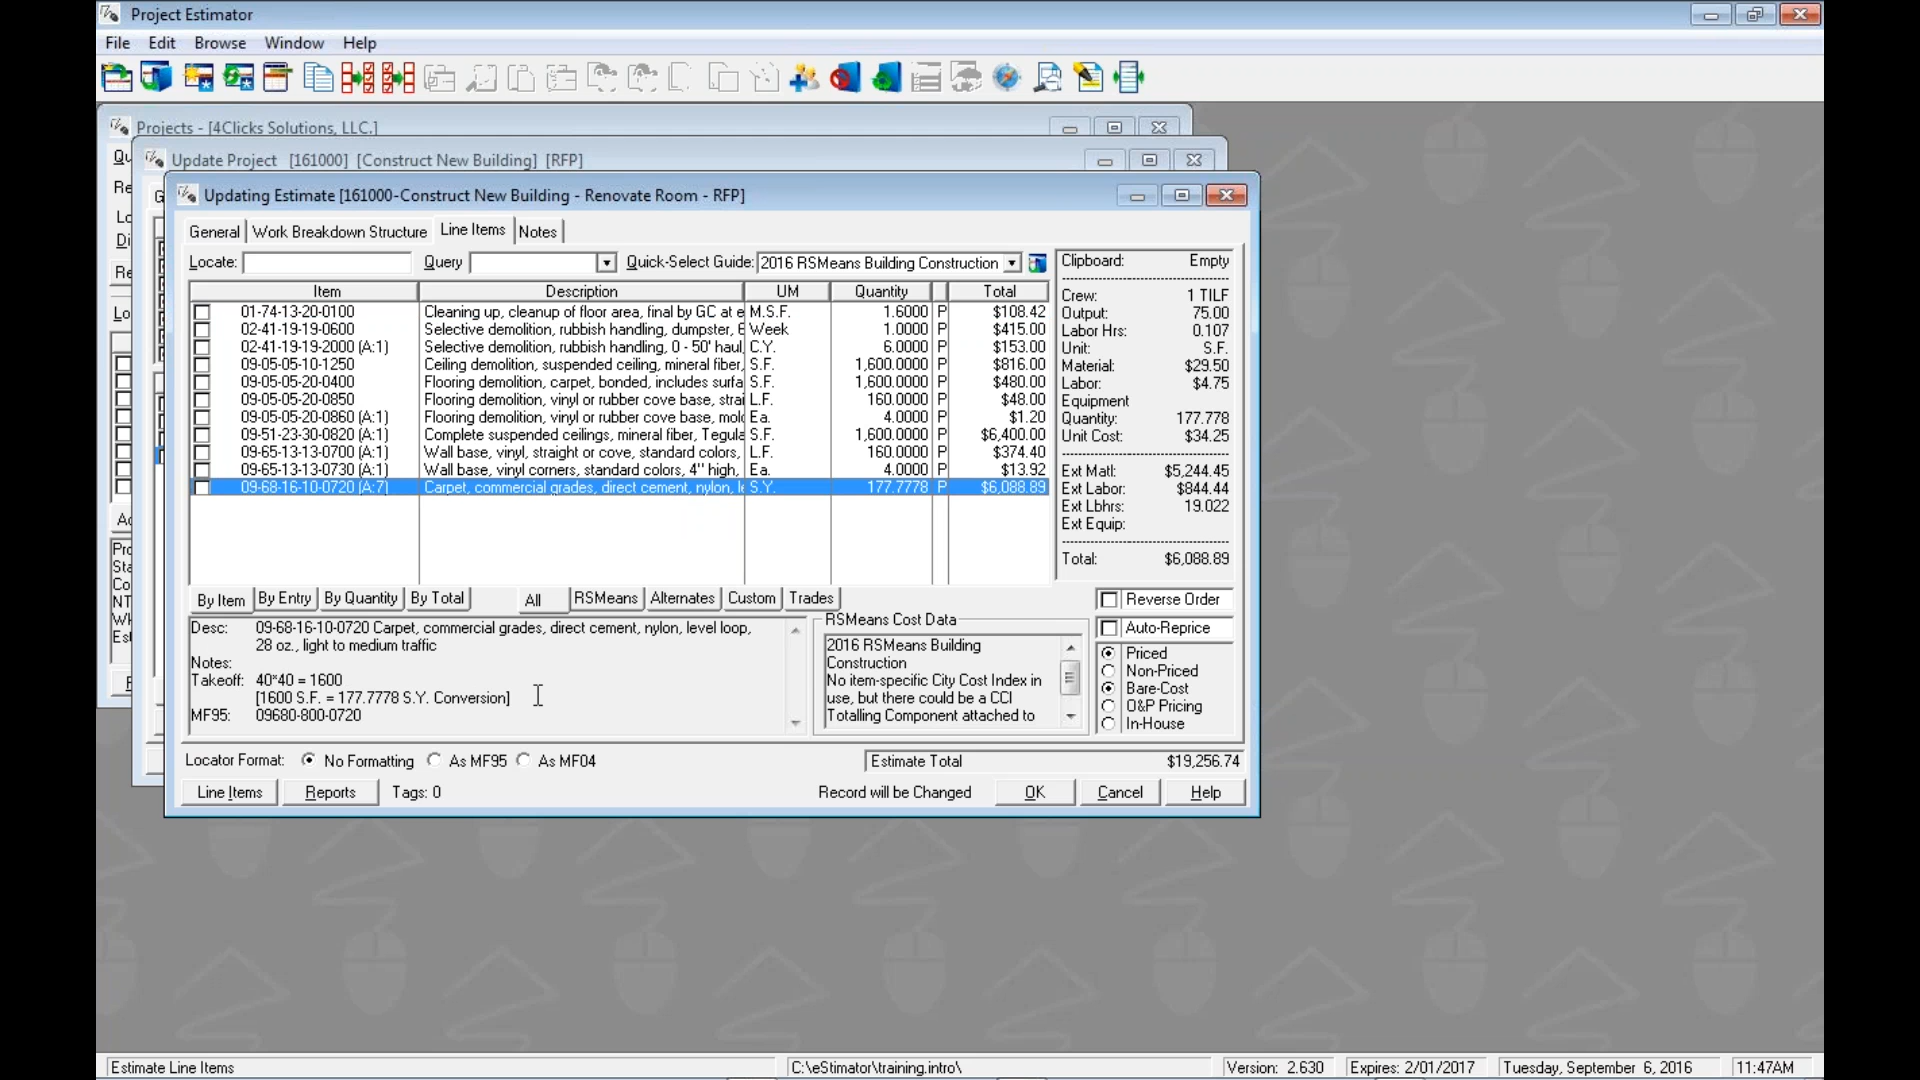 Project Estimator
File Edit Browse Window Help
Projects - [4Clicks Solutions, LLC.]
Update Project [161000] [Construct New Building] [RFP]
Updating Estimate [161000-Construct New Building - Renovate Room - RFP]
General Work Breakdown Structure Line Items Notes
Locate: Query Quick-Select Guide: 2016 RSMeans Building Construction
Item Description UM Quantity Total
01-74-13-20-0100 Cleaning up, cleanup of floor area, final by GC at e M.S.F. 1.6000 P $108.42
02-41-19-19-0600 Selective demolition, rubbish handling, dumpster, 6 Week 1.0000 P $415.00
02-41-19-19-2000 (A:1) Selective demolition, rubbish handling, 0 - 50' haul, C.Y. 6.0000 P $153.00
09-05-05-10-1250 Ceiling demolition, suspended ceiling, mineral fiber, S.F. 1,600.0000 P $816.00
09-05-05-20-0400 Flooring demolition, carpet, bonded, includes surfa S.F. 1,600.0000 P $480.00
09-05-05-20-0850 Flooring demolition, vinyl or rubber cove base, strai L.F. 160.0000 P $48.00
09-05-05-20-0860 (A:1) Flooring demolition, vinyl or rubber cove base, mold Ea. 4.0000 P $1.20
09-51-23-30-0820 (A:1) Complete suspended ceilings, mineral fiber, Tegula S.F. 1,600.0000 P $6,400.00
09-65-13-13-0700 (A:1) Wall base, vinyl, straight or cove, standard colors, L.F. 160.0000 P $374.40
09-65-13-13-0730 (A:1) Wall base, vinyl corners, standard colors, 4" high, Ea. 4.0000 P $13.92
09-68-16-10-0720 (A:7) Carpet, commercial grades, direct cement, nylon, le S.Y. 177.7778 P $6,088.89
Clipboard: Empty
Crew: 1 TILF
Output: 75.00
Labor Hrs: 0.107
Unit: S.F.
Material: $29.50
Labor: $4.75
Equipment
Quantity: 177.778
Unit Cost: $34.25
Ext Matl: $5,244.45
Ext Labor: $844.44
Ext Lbhrs: 19.022
Ext Equip:
Total: $6,088.89
By Item By Entry By Quantity By Total All RSMeans Alternates Custom Trades
Reverse Order
Auto-Reprice
Priced
Non-Priced
Bare-Cost
O&P Pricing
In-House
Desc: 09-68-16-10-0720 Carpet, commercial grades, direct cement, nylon, level loop,
28 oz., light to medium traffic
Notes:
Takeoff: 40*40 = 1600
[1600 S.F. = 177.7778 S.Y. Conversion]
MF95: 09680-800-0720
RSMeans Cost Data
2016 RSMeans Building
Construction
No item-specific City Cost Index in
use, but there could be a CCI
Totalling Component attached to
Locator Format: No Formatting As MF95 As MF04
Estimate Total $19,256.74
Line Items Reports Tags: 0 Record will be Changed OK Cancel Help
Estimate Line Items C:\eStimator\training.intro\ Version: 2.630 Expires: 2/01/2017 Tuesday, September 6, 2016 11:47AM